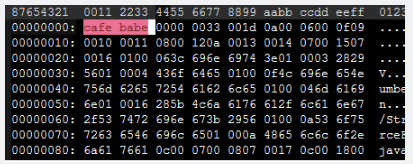 87654321  0011 2233 4455 6677 8899 aabb ccdd eeff  0123
00000000: cafe babe 0000 0033 001d 0a00 0600 0f09  ....
00000010: 0010 0011 0800 120a 0013 0014 0700 1507  ....
00000020: 0016 0100 063c 696e 6974 3e01 0003 2829  ....
00000030: 5601 0004 436f 6465 0100 0f4c 696e 654e  V...
00000040: 756d 6265 7254 6162 6c65 0100 046d 6169  umbe
00000050: 6e01 0016 285b 4c6a 6176 612f 6c61 6e67  n...
00000060: 2f53 7472 696e 673b 2956 0100 0a53 6f75  /Str
00000070: 7263 6546 696c 6501 000a 4865 6c6c 6f2e  rceF
00000080: 6a61 7661 0c00 0700 0807 0017 0c00 1800  java